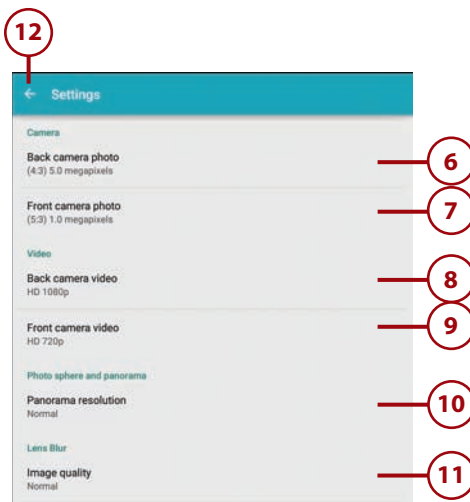 12
← Settings
Camera
Back camera photo
(4:3) 5.0 megapixels
6
Front camera photo
(5:3) 1.0 megapixels
7
Video
Back camera video
HD 1080p
8
Front camera video
HD 720p
9
Photo sphere and panorama
Panorama resolution
Normal
10
Lens Blur
Image quality
Normal
11